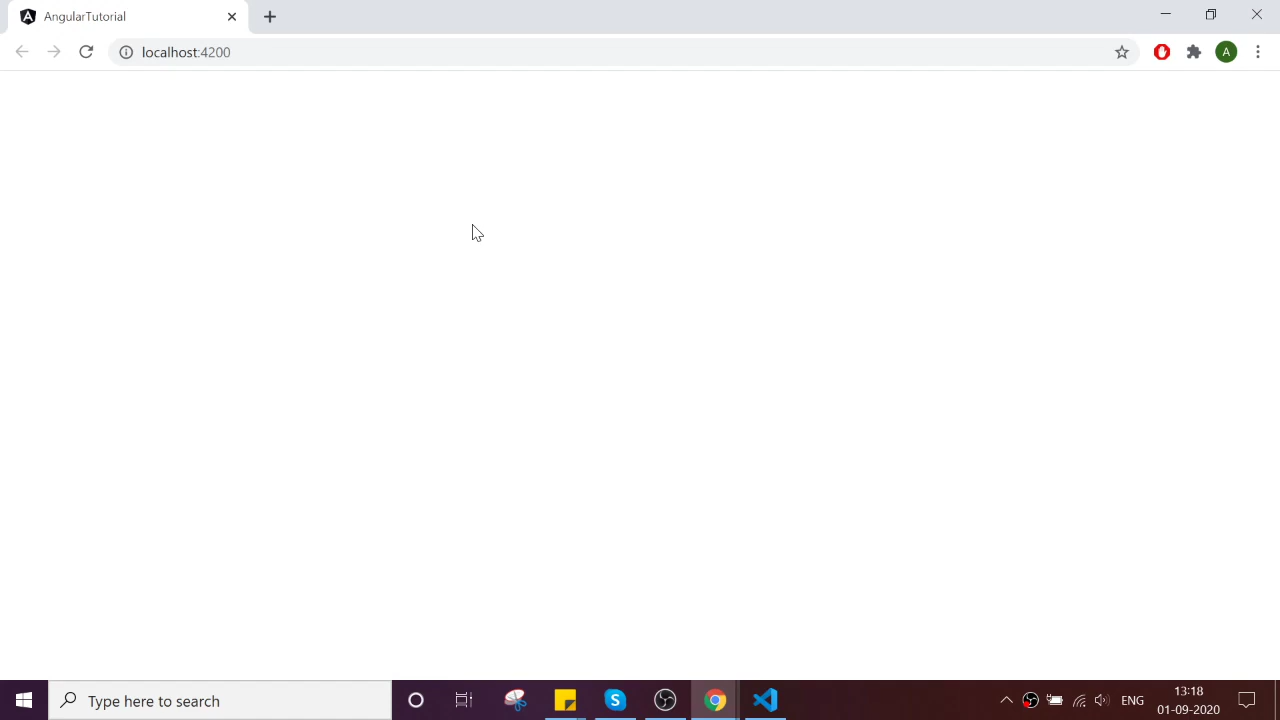 AngularTutorial
localhost:4200
A
Type here to search
S
ENG
13:18
01-09-2020